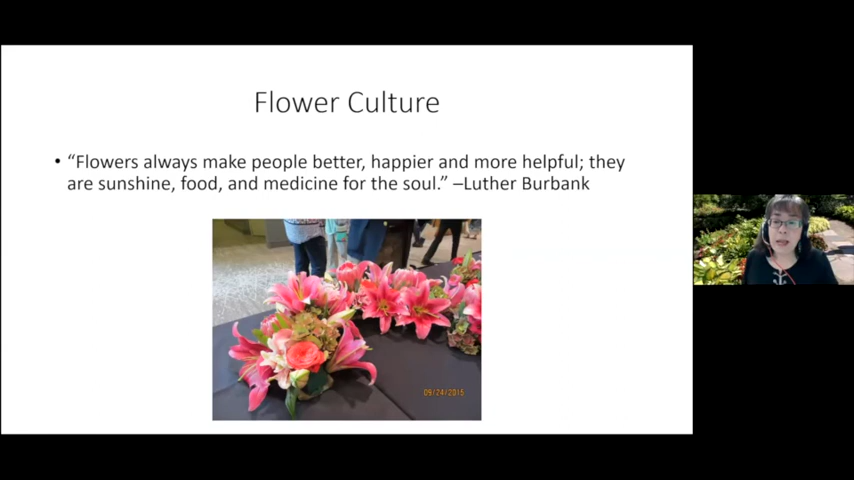 Flower Culture
• “Flowers always make people better, happier and more helpful; they
are sunshine, food, and medicine for the soul.” –Luther Burbank
09/24/2015